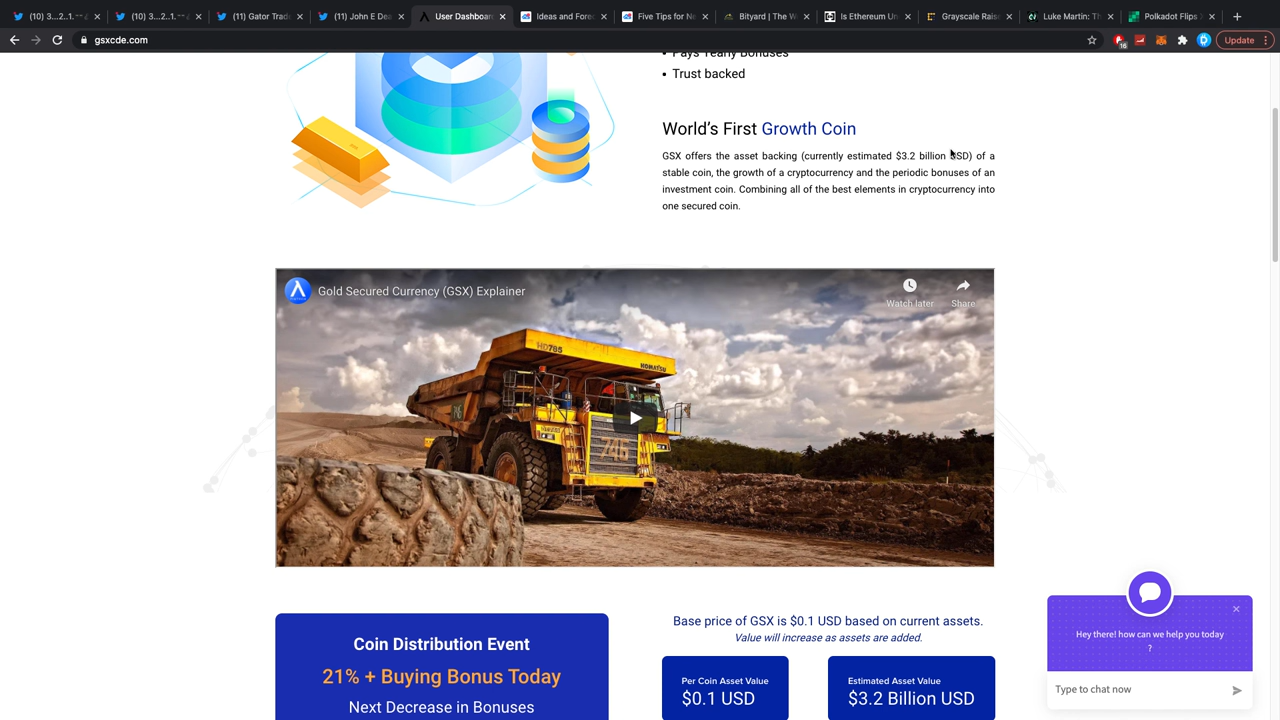 (10) 3...2..1.
(10) 3...2..1.
(11) Gator Trad
(11) John E De
User Dashboar
Ideas and Fore
Five Tips for Ne
Bityard | The W
Is Ethereum Un
Grayscale Rais
Luke Martin: Th
Polkadot Flips
gsxcde.com
16
Update
Pays Yearly Bonuses
Trust backed
World's First Growth Coin
GSX offers the asset backing (currently estimated $3.2 billion USD) of a
stable coin, the growth of a cryptocurrency and the periodic bonuses of an
investment coin. Combining all of the best elements in cryptocurrency into
one secured coin.
Gold Secured Currency (GSX) Explainer
Watch later
Share
HD785
KOMATSU
746
Coin Distribution Event
21% + Buying Bonus Today
Next Decrease in Bonuses
Base price of GSX is $0.1 USD based on current assets.
Value will increase as assets are added.
Per Coin Asset Value
$0.1 USD
Estimated Asset Value
$3.2 Billion USD
Hey there! how can we help you today
?
Type to chat now